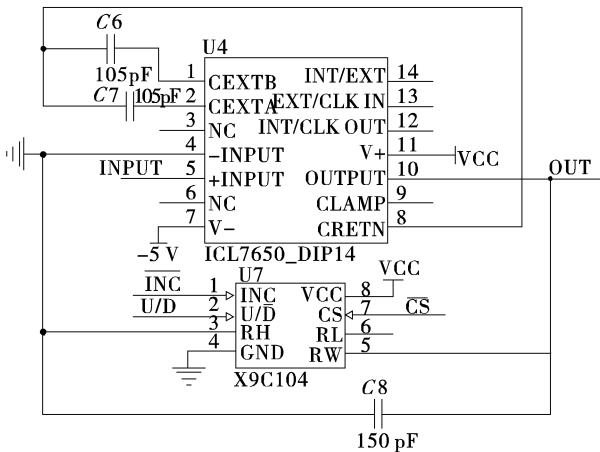 C6
U4
105pF
1 CEXTB INT/EXT 14
C7 105pF
2 CEXTA EXT/CLK IN 13
3 NC INT/CLK OUT 12
4 -INPUT V+ 11 VCC
INPUT 5 +INPUT OUTPUT 10 OUT
6 NC CLAMP 9
7 V- CRETN 8
-5 V
ICL7650_DIP14
U7
INC 1 INC VCC 8 VCC
U/D 2 U/D CS 7 CS
3 RH RL 6
4 GND RW 5
X9C104
C8
150 pF